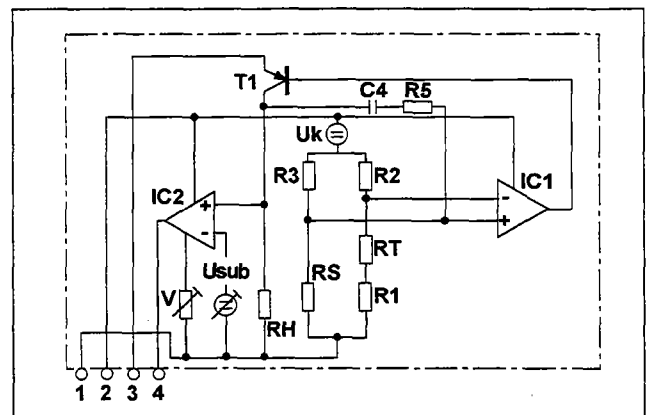 T1
C4 R5
Uk
R3 R2
IC2 IC1
+ -
- +
Usub RS RT
V RH R1
1 2 3 4